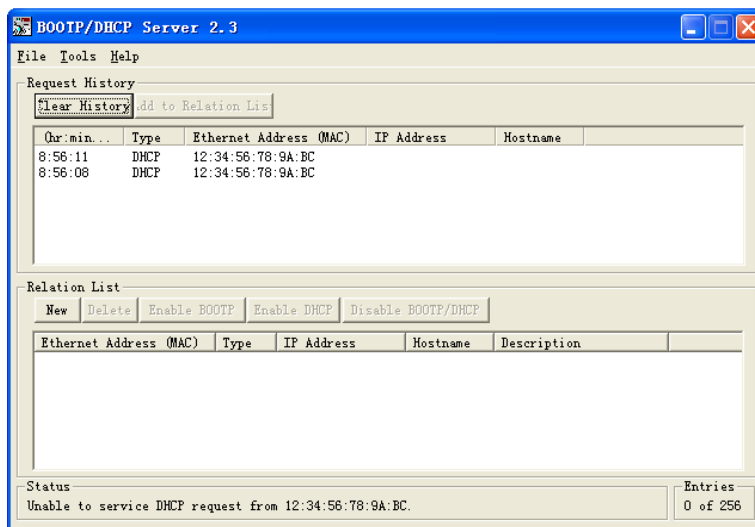 BOOTP/DHCP Server 2.3
File Tools Help
Request History
Clear History dd to Relation Lis
(hr:min... Type Ethernet Address (MAC) IP Address Hostname
8:56:11 DHCP 12:34:56:78:9A:BC
8:56:08 DHCP 12:34:56:78:9A:BC
Relation List
New Delete Enable BOOTP Enable DHCP Disable BOOTP/DHCP
Ethernet Address (MAC) Type IP Address Hostname Description
Status
Unable to service DHCP request from 12:34:56:78:9A:BC.
Entries
0 of 256